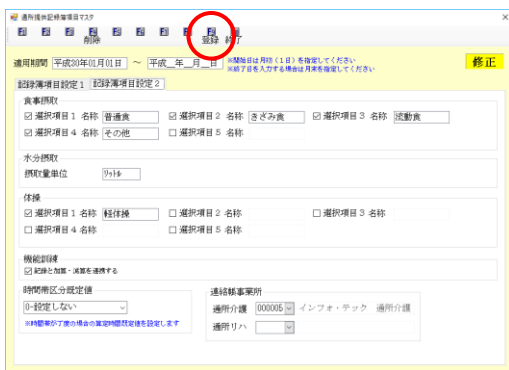 通所提供記録簿項目マスタ
削除 登録 終了
適用期間 平成30年01月01日 ～ 平成__年__月__日 ※開始日は月初（１日）を指定してください
※終了日を入力する場合は月末を指定してください
修正
記録簿項目設定１ 記録簿項目設定２
食事摂取
選択項目１ 名称 普通食 選択項目２ 名称 きざみ食 選択項目３ 名称 流動食
選択項目４ 名称 その他 選択項目５ 名称
水分摂取
摂取量単位 ﾘｯﾄﾙ
体操
選択項目１ 名称 軽体操 選択項目２ 名称 選択項目３ 名称
選択項目４ 名称 選択項目５ 名称
機能訓練
記録と加算・減算を連携する
時間帯区分既定値 連絡帳事業所
0-設定しない 通所介護 000005 インフォ・テック 通所介護
※時間帯が丁度の場合の算定時間既定値を設定します 通所リハ